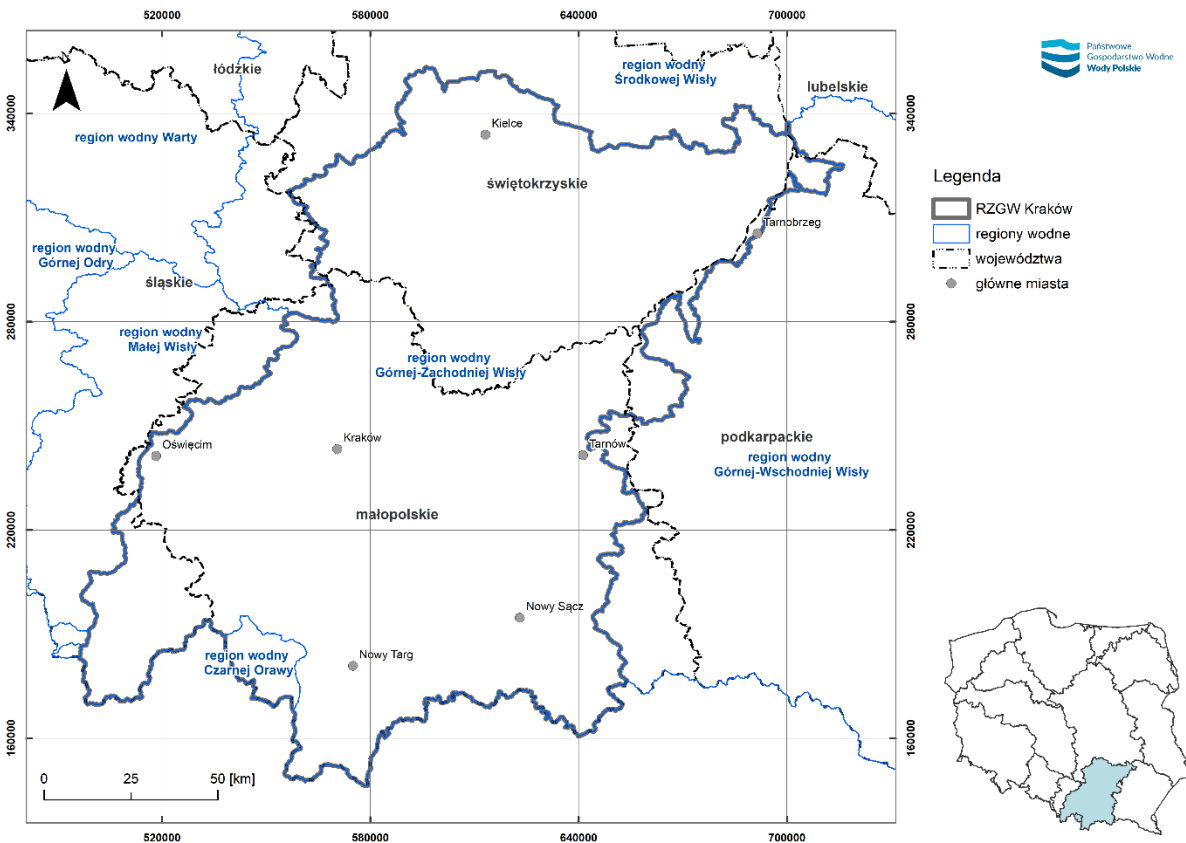 520000
580000
640000
700000
łódzkie
region wodny
Środkowej Wisły
lubelskie
Państwowe
Gospodarstwo Wodne
Wody Polskie
340000
340000
region wodny Warty
Kielce
świętokrzyskie
Legenda
RZGW Kraków
regiony wodne
województwa
główne miasta
Tarnobrzeg
region wodny
Górnej Odry
śląskie
280000
280000
region wodny
Małej Wisły
region wodny
Górnej-Zachodniej Wisły
Oświęcim
Kraków
Tarnów
podkarpackie
region wodny
Górnej-Wschodniej Wisły
małopolskie
220000
220000
Nowy Sącz
Nowy Targ
region wodny
Czarnej Orawy
160000
160000
0
25
50 [km]
520000
580000
640000
700000